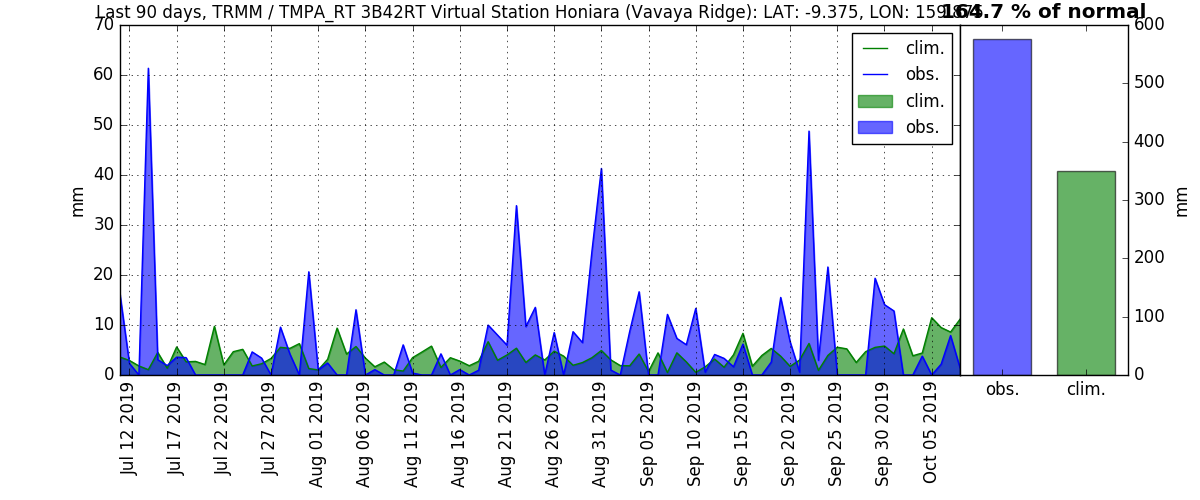 Last 90 days, TRMM / TMPA_RT 3B42RT Virtual Station Honiara (Vavaya Ridge): LAT: -9.375, LON: 159.875
164.7 % of normal
70
60
50
40
30
20
10
0
mm
clim.
obs.
clim.
obs.
600
500
400
300
200
100
0
mm
Jul 12 2019
Jul 17 2019
Jul 22 2019
Jul 27 2019
Aug 01 2019
Aug 06 2019
Aug 11 2019
Aug 16 2019
Aug 21 2019
Aug 26 2019
Aug 31 2019
Sep 05 2019
Sep 10 2019
Sep 15 2019
Sep 20 2019
Sep 25 2019
Sep 30 2019
Oct 05 2019
obs.
clim.